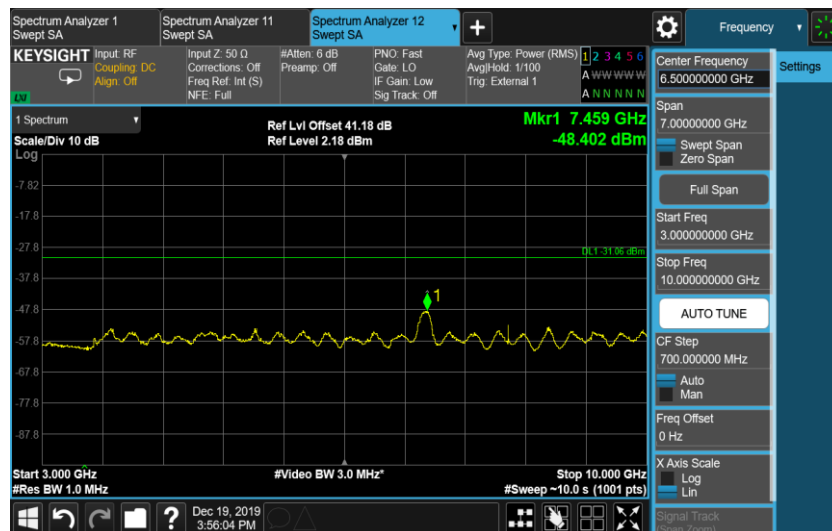 Spectrum Analyzer 1
Swept SA
Spectrum Analyzer 11
Swept SA
Spectrum Analyzer 12
Swept SA
Frequency
KEYSIGHT
LXI
Input: RF
Coupling: DC
Align: Off
Input Z: 50 Ω
Corrections: Off
Freq Ref: Int (S)
NFE: Full
#Atten: 6 dB
Preamp: Off
PNO: Fast
Gate: LO
IF Gain: Low
Sig Track: Off
Avg Type: Power (RMS)
Avg|Hold: 1/100
Trig: External 1
1 2 3 4 5 6
A W W W W W
A N N N N N
1 Spectrum
Scale/Div 10 dB
Log
Ref Lvl Offset 41.18 dB
Ref Level 2.18 dBm
Mkr1 7.459 GHz
-48.402 dBm
-7.82
-17.8
-27.8
-37.8
-47.8
-57.8
-67.8
-77.8
-87.8
DL1 -31.06 dBm
1
Start 3.000 GHz
#Res BW 1.0 MHz
#Video BW 3.0 MHz*
Stop 10.000 GHz
#Sweep ~10.0 s (1001 pts)
?
Dec 19, 2019
3:56:04 PM
Center Frequency
6.500000000 GHz
Settings
Span
7.00000000 GHz
Swept Span
Zero Span
Full Span
Start Freq
3.000000000 GHz
Stop Freq
10.000000000 GHz
AUTO TUNE
CF Step
700.000000 MHz
Auto
Man
Freq Offset
0 Hz
X Axis Scale
Log
Lin
Signal Track
(Span Zoom)